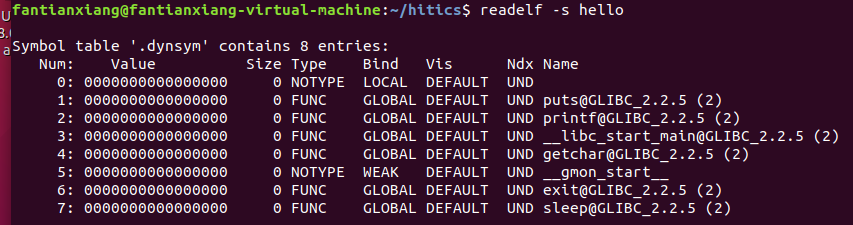 U
3.
a
fantianxiang@fantianxiang-virtual-machine:~/hitics$ readelf -s hello
Symbol table '.dynsym' contains 8 entries:
Num: Value Size Type Bind Vis Ndx Name
0: 0000000000000000 0 NOTYPE LOCAL DEFAULT UND
1: 0000000000000000 0 FUNC GLOBAL DEFAULT UND puts@GLIBC_2.2.5 (2)
2: 0000000000000000 0 FUNC GLOBAL DEFAULT UND printf@GLIBC_2.2.5 (2)
3: 0000000000000000 0 FUNC GLOBAL DEFAULT UND __libc_start_main@GLIBC_2.2.5 (2)
4: 0000000000000000 0 FUNC GLOBAL DEFAULT UND getchar@GLIBC_2.2.5 (2)
5: 0000000000000000 0 NOTYPE WEAK DEFAULT UND __gmon_start__
6: 0000000000000000 0 FUNC GLOBAL DEFAULT UND exit@GLIBC_2.2.5 (2)
7: 0000000000000000 0 FUNC GLOBAL DEFAULT UND sleep@GLIBC_2.2.5 (2)